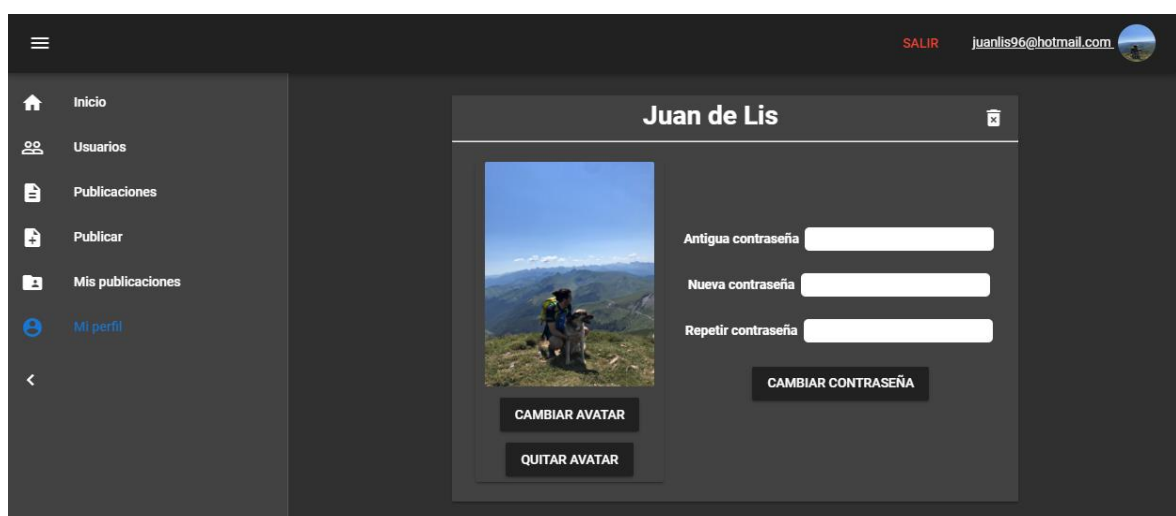 SALIR juanlis96@hotmail.com
Inicio
Usuarios
Publicaciones
Publicar
Mis publicaciones
Mi perfil
Juan de Lis
Antigua contraseña
Nueva contraseña
Repetir contraseña
CAMBIAR CONTRASEÑA
CAMBIAR AVATAR
QUITAR AVATAR